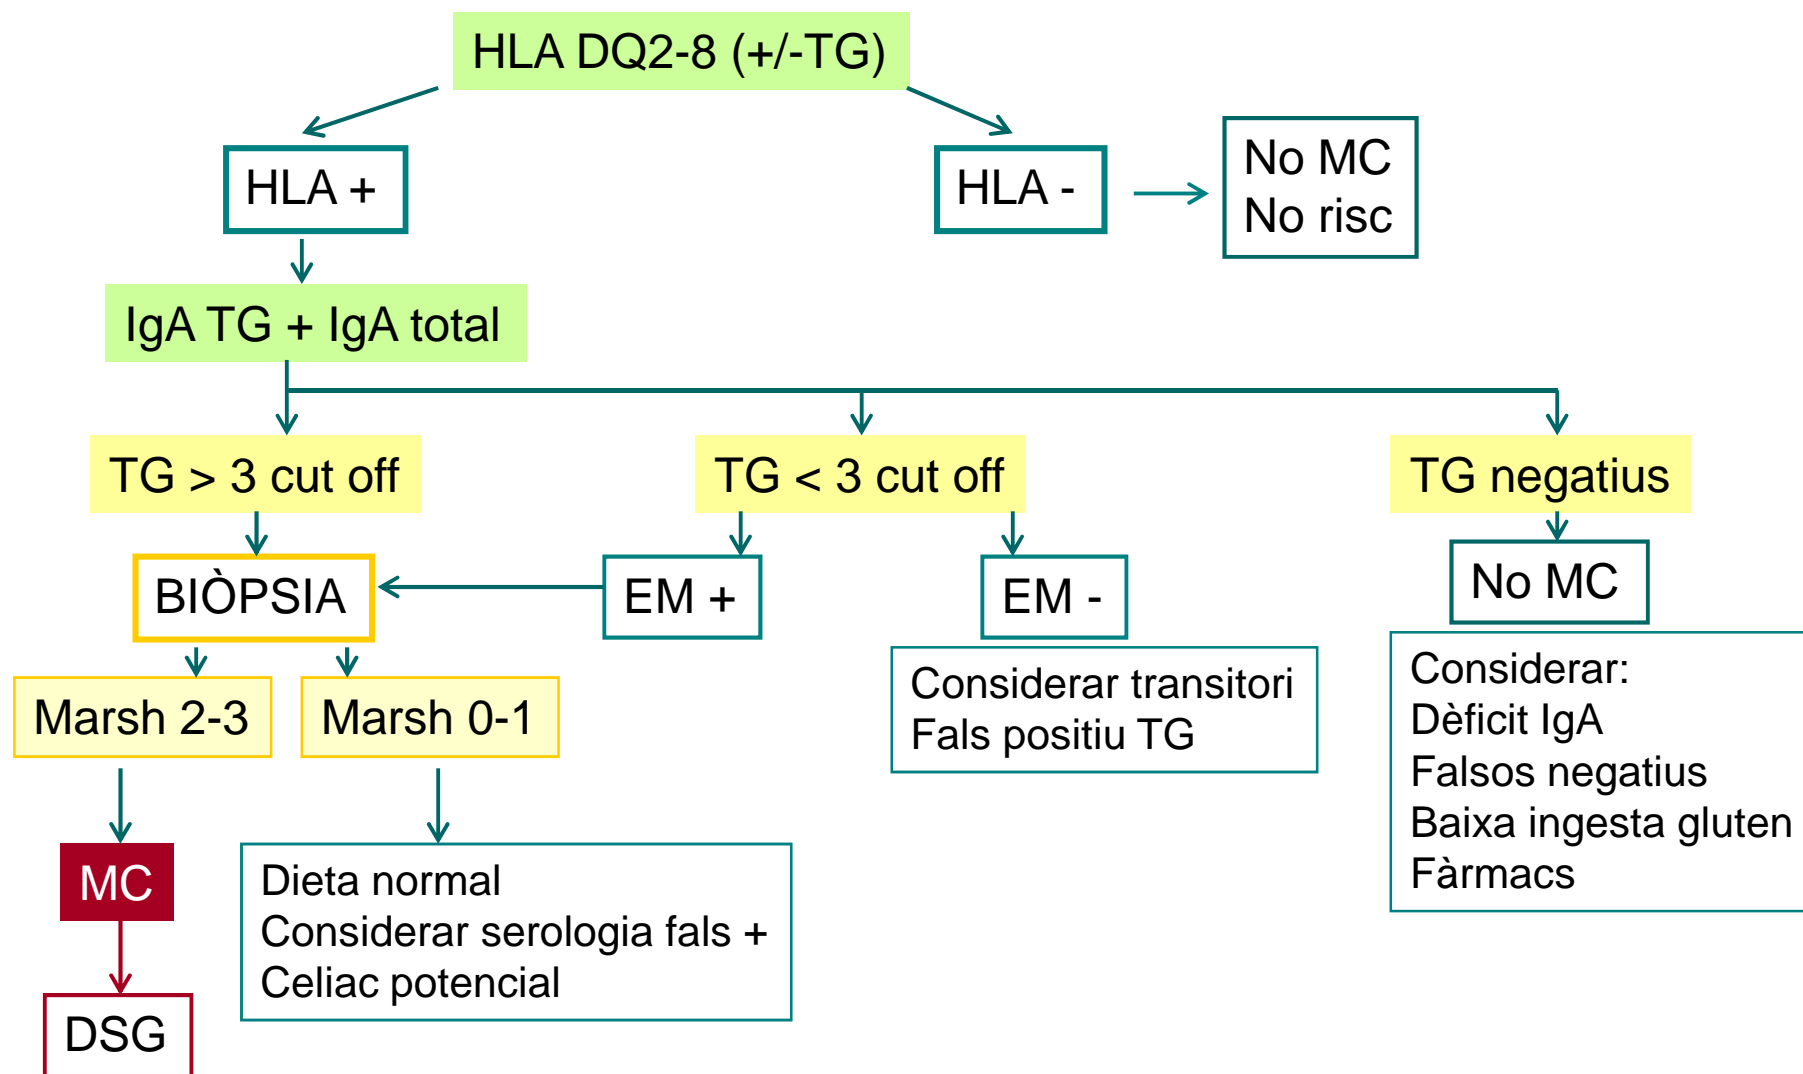 HLA DQ2-8 (+/-TG)
HLA +
HLA -
No MC
No risc
IgA TG + IgA total
TG > 3 cut off
TG < 3 cut off
TG negatius
BIÒPSIA
EM +
EM -
No MC
Marsh 2-3
Marsh 0-1
Considerar transitori
Fals positiu TG
Considerar:
Dèficit IgA
Falsos negatius
Baixa ingesta gluten
Fàrmacs
MC
Dieta normal
Considerar serologia fals +
Celiac potencial
DSG